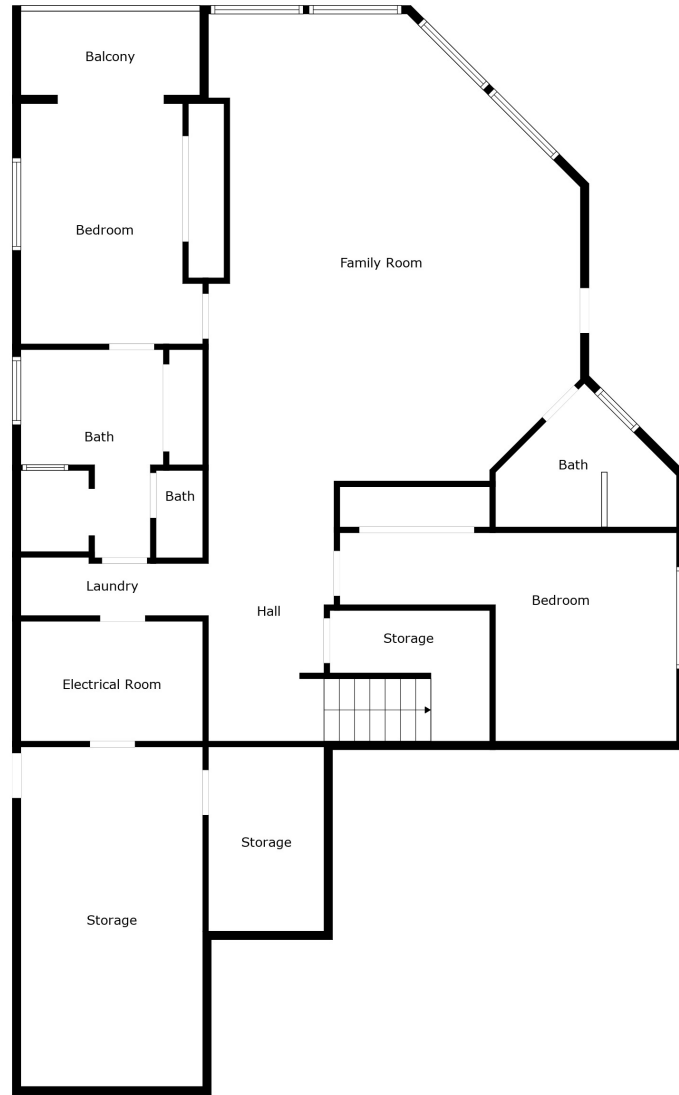 Balcony
Bedroom
Family Room
Bath
Bath
Bath
Laundry
Bedroom
Hall
Storage
Electrical Room
Storage
Storage